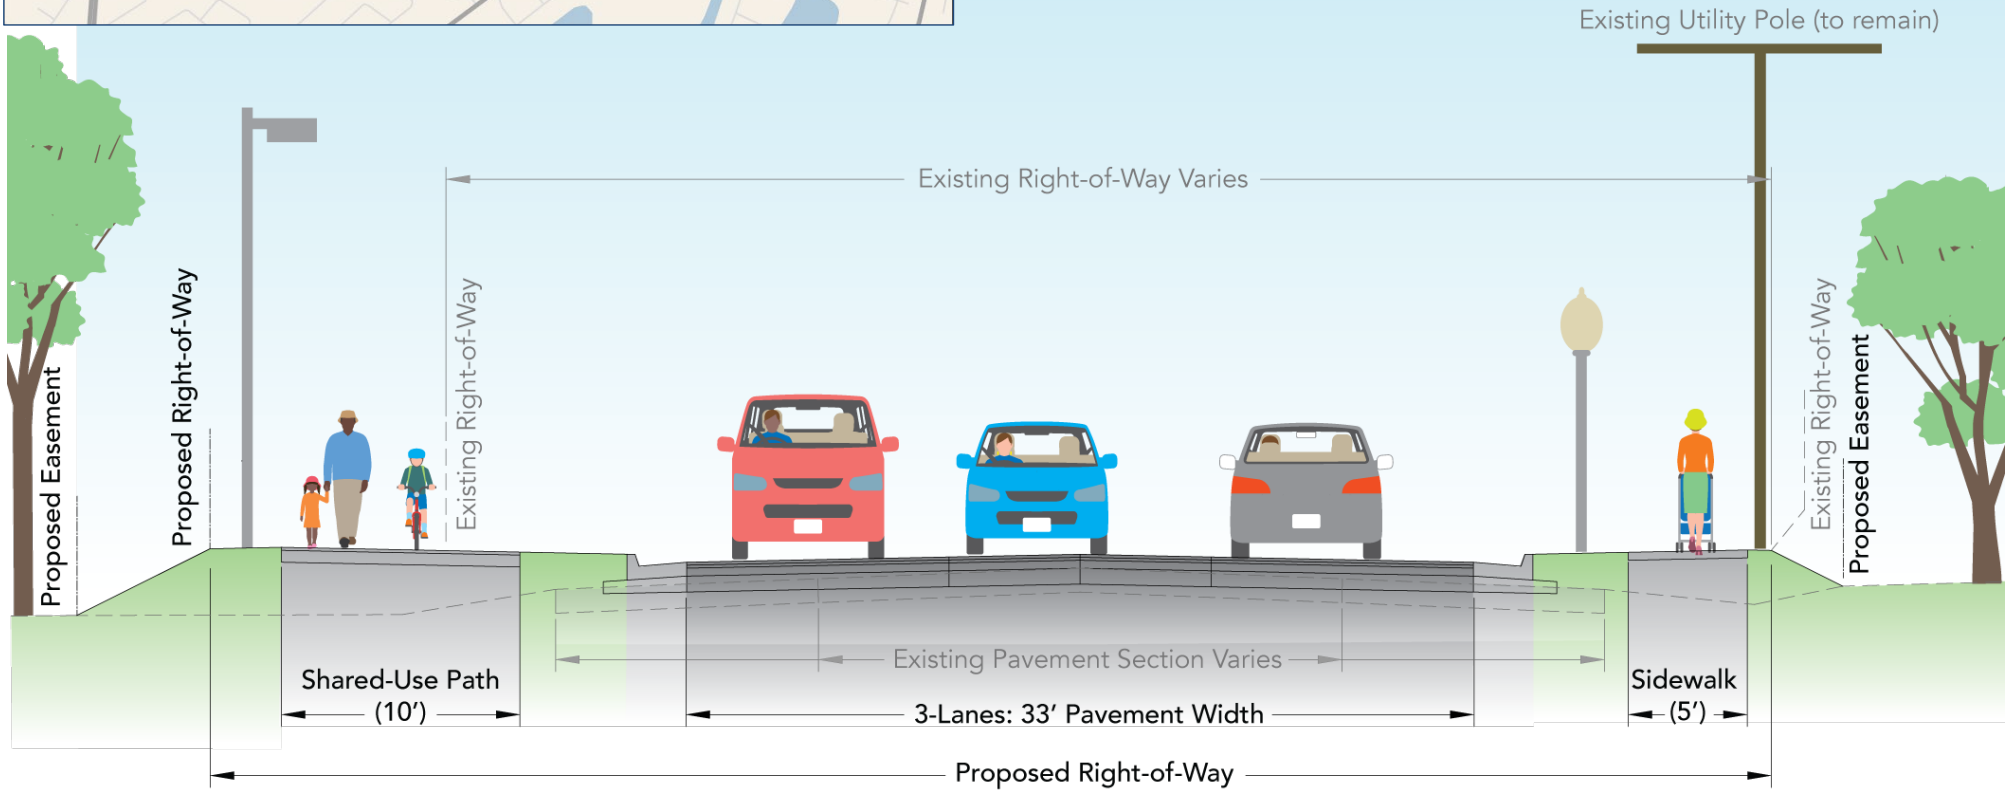 Existing Utility Pole (to remain)
Existing Right-of-Way Varies
Proposed Easement
Proposed Right-of-Way
Existing Right-of-Way
Existing Right-of-Way
Proposed Easement
Existing Pavement Section Varies
Shared-Use Path
(10’)
3-Lanes: 33’ Pavement Width
Sidewalk
(5’)
Proposed Right-of-Way